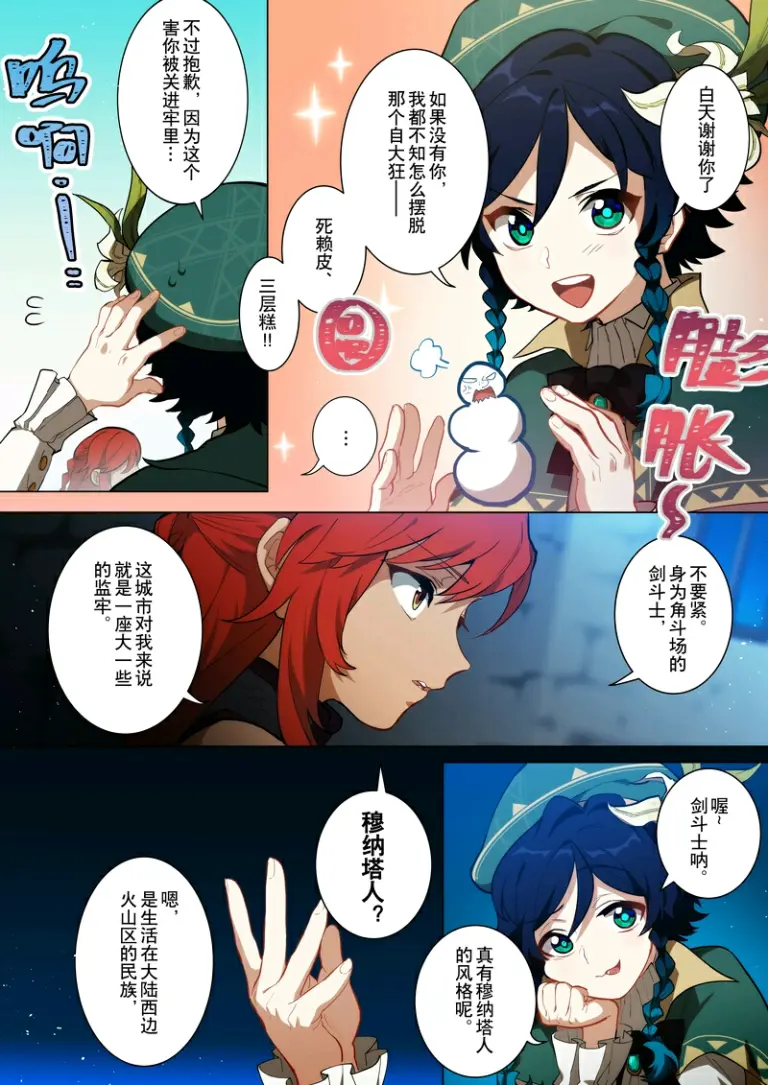 白天谢谢你了
如果没有你，
我都不知怎么摆脱
那个自大狂——
死赖皮、
三层糕!!
…
不过抱歉，因为这个
害你被关进牢里…
呜啊…!
不要紧。
身为角斗场的
剑斗士，
这城市对我来说
就是一座大一些
的监牢。
喔~
剑斗士呐。
真有穆纳塔人
的风格呢。
穆纳塔人？
嗯，
是生活在大陆西边
火山区的民族，